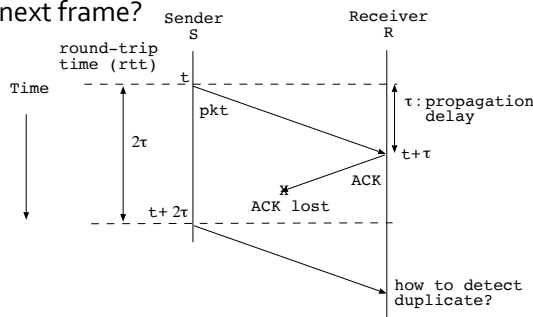 next frame?
Sender
S
Receiver
R
round-trip
time (rtt)
Time
t
τ: propagation
delay
pkt
2τ
t+τ
ACK
X
ACK lost
t+ 2τ
how to detect
duplicate?